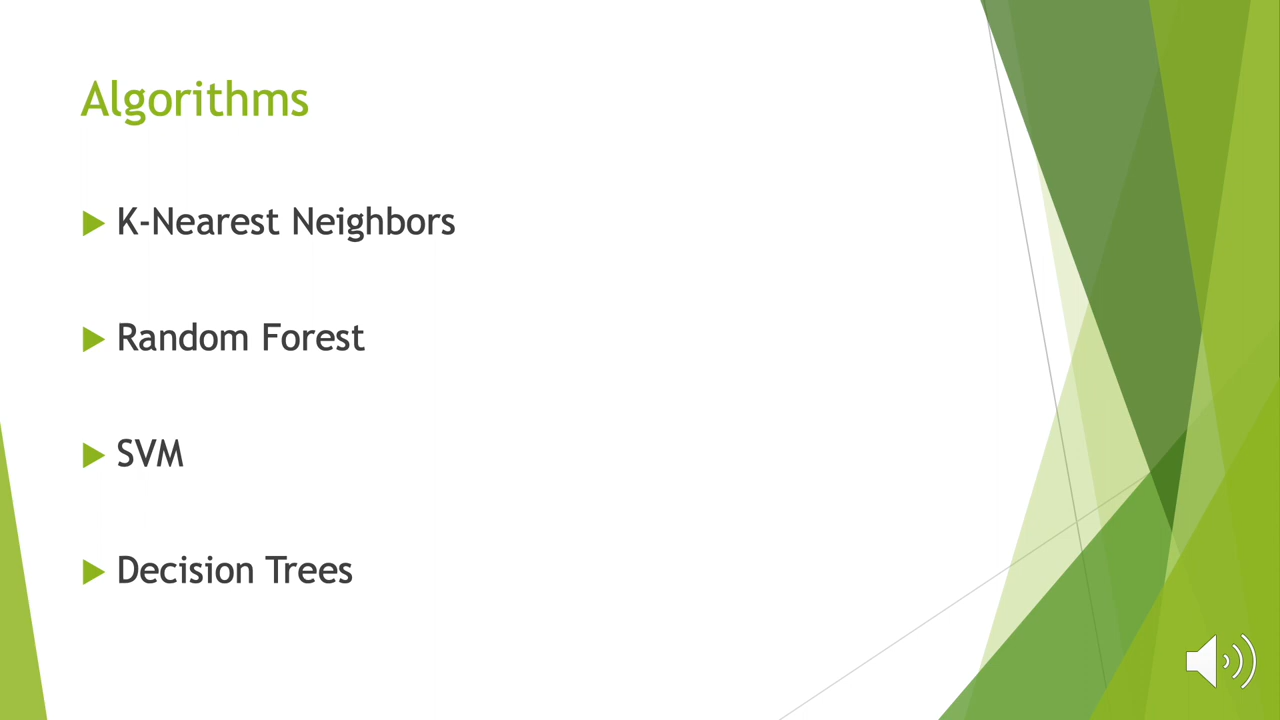 Algorithms
K-Nearest Neighbors
Random Forest
SVM
Decision Trees